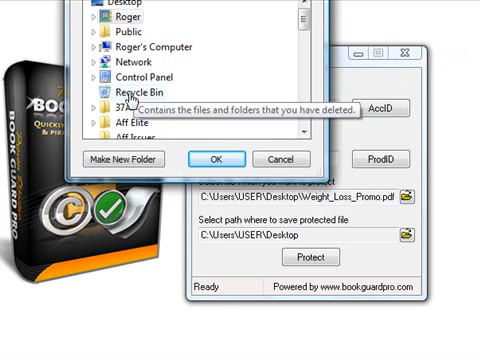 Desktop
Roger
Public
Roger's Computer
Network
Control Panel
Recycle Bin
Contains the files and folders that you have deleted.
Aff Elite
Aff Issues
Make New Folder
OK
Cancel
AccID
ProdID
C:\Users\USER\Desktop\Weight_Loss_Promo.pdf
Select path where to save protected file
C:\Users\USER\Desktop
Protect
Ready
Powered by www.bookguardpro.com
BOOK GUARD PRO